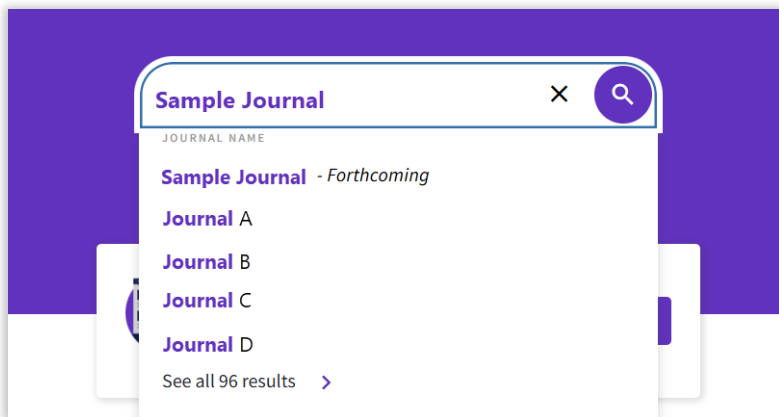 Sample Journal
JOURNAL NAME
Sample Journal - Forthcoming
Journal A
Journal B
Journal C
Journal D
See all 96 results